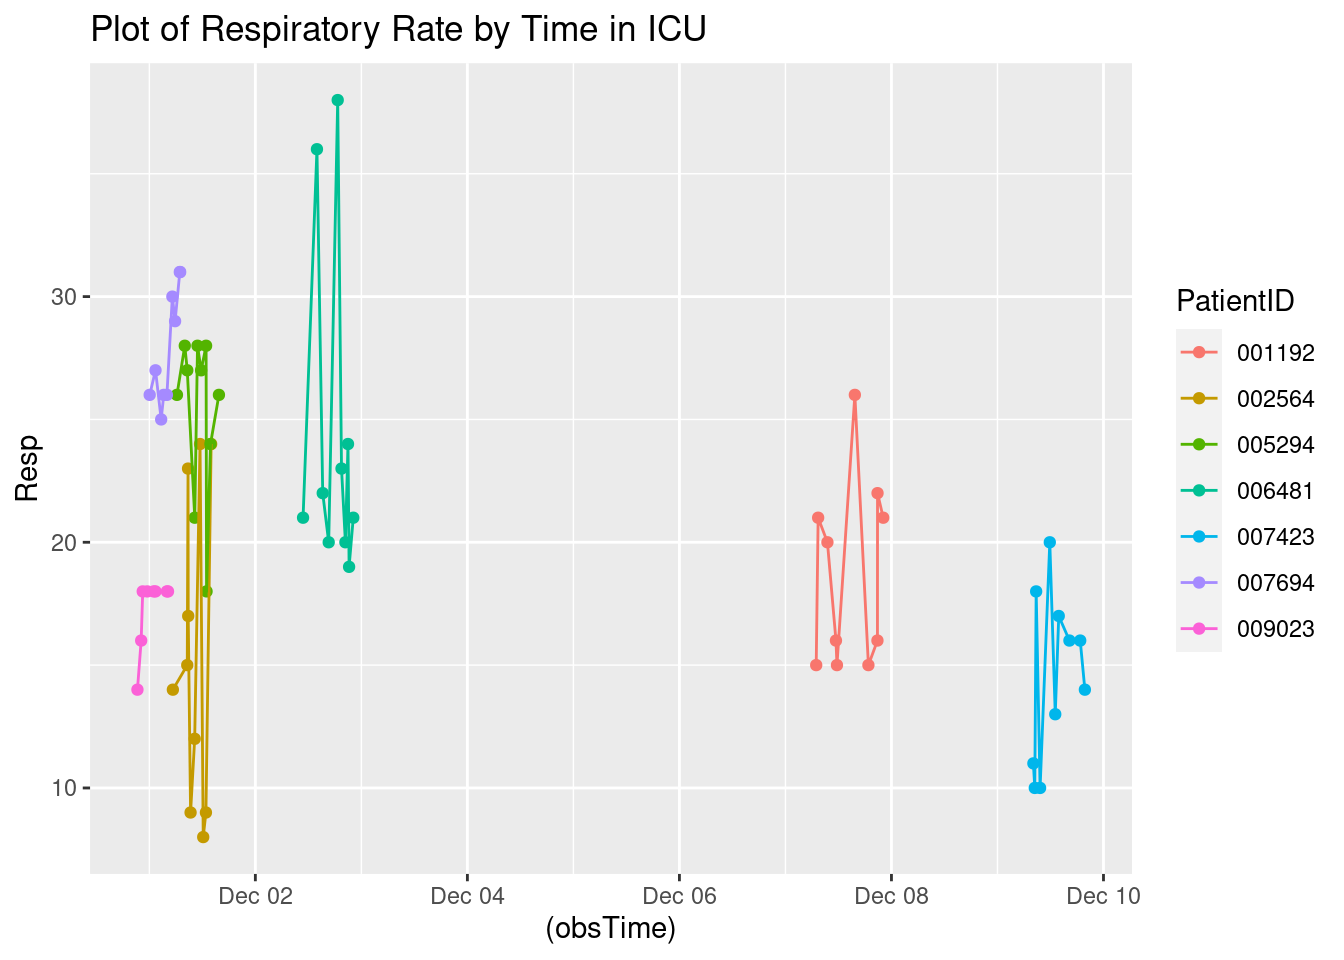 Plot of Respiratory Rate by Time in ICU
30
20
10
Resp
Dec 02
Dec 04
Dec 06
Dec 08
Dec 10
(obsTime)
PatientID
001192
002564
005294
006481
007423
007694
009023